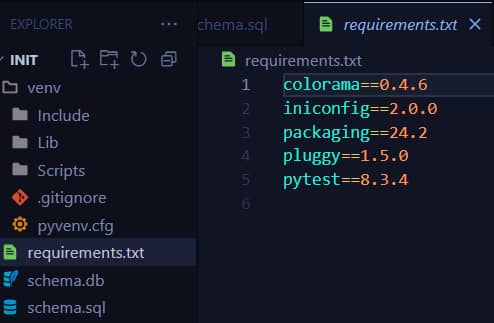 EXPLORER
INIT
venv
Include
Lib
Scripts
.gitignore
pyvenv.cfg
requirements.txt
schema.db
schema.sql
chema.sql
requirements.txt
requirements.txt
1 colorama==0.4.6
2 iniconfig==2.0.0
3 packaging==24.2
4 pluggy==1.5.0
5 pytest==8.3.4
6